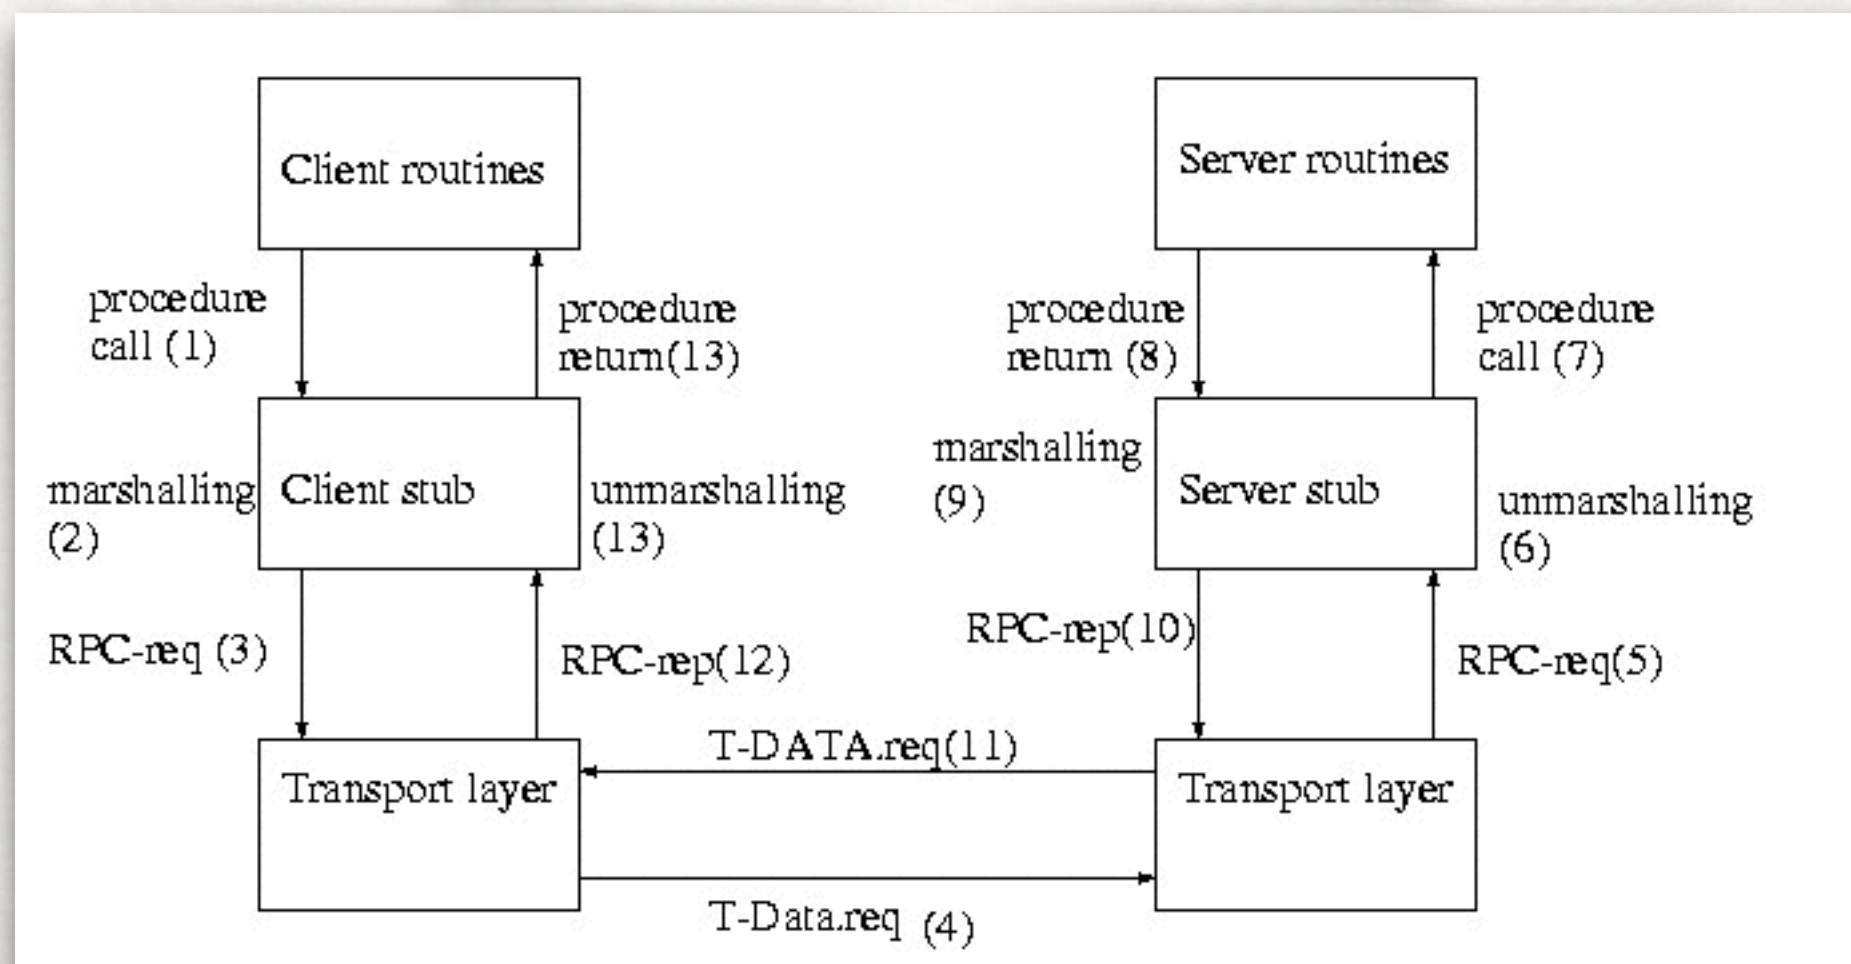 Client routines
Server routines
procedure
call (1)
procedure
return(13)
procedure
return (8)
procedure
call (7)
marshalling
(2)
Client stub
unmarshalling
(13)
marshalling
(9)
Server stub
unmarshalling
(6)
RPC-req (3)
RPC-rep(12)
RPC-rep(10)
RPC-req(5)
T-DATA.req(11)
Transport layer
Transport layer
T-Data.req (4)